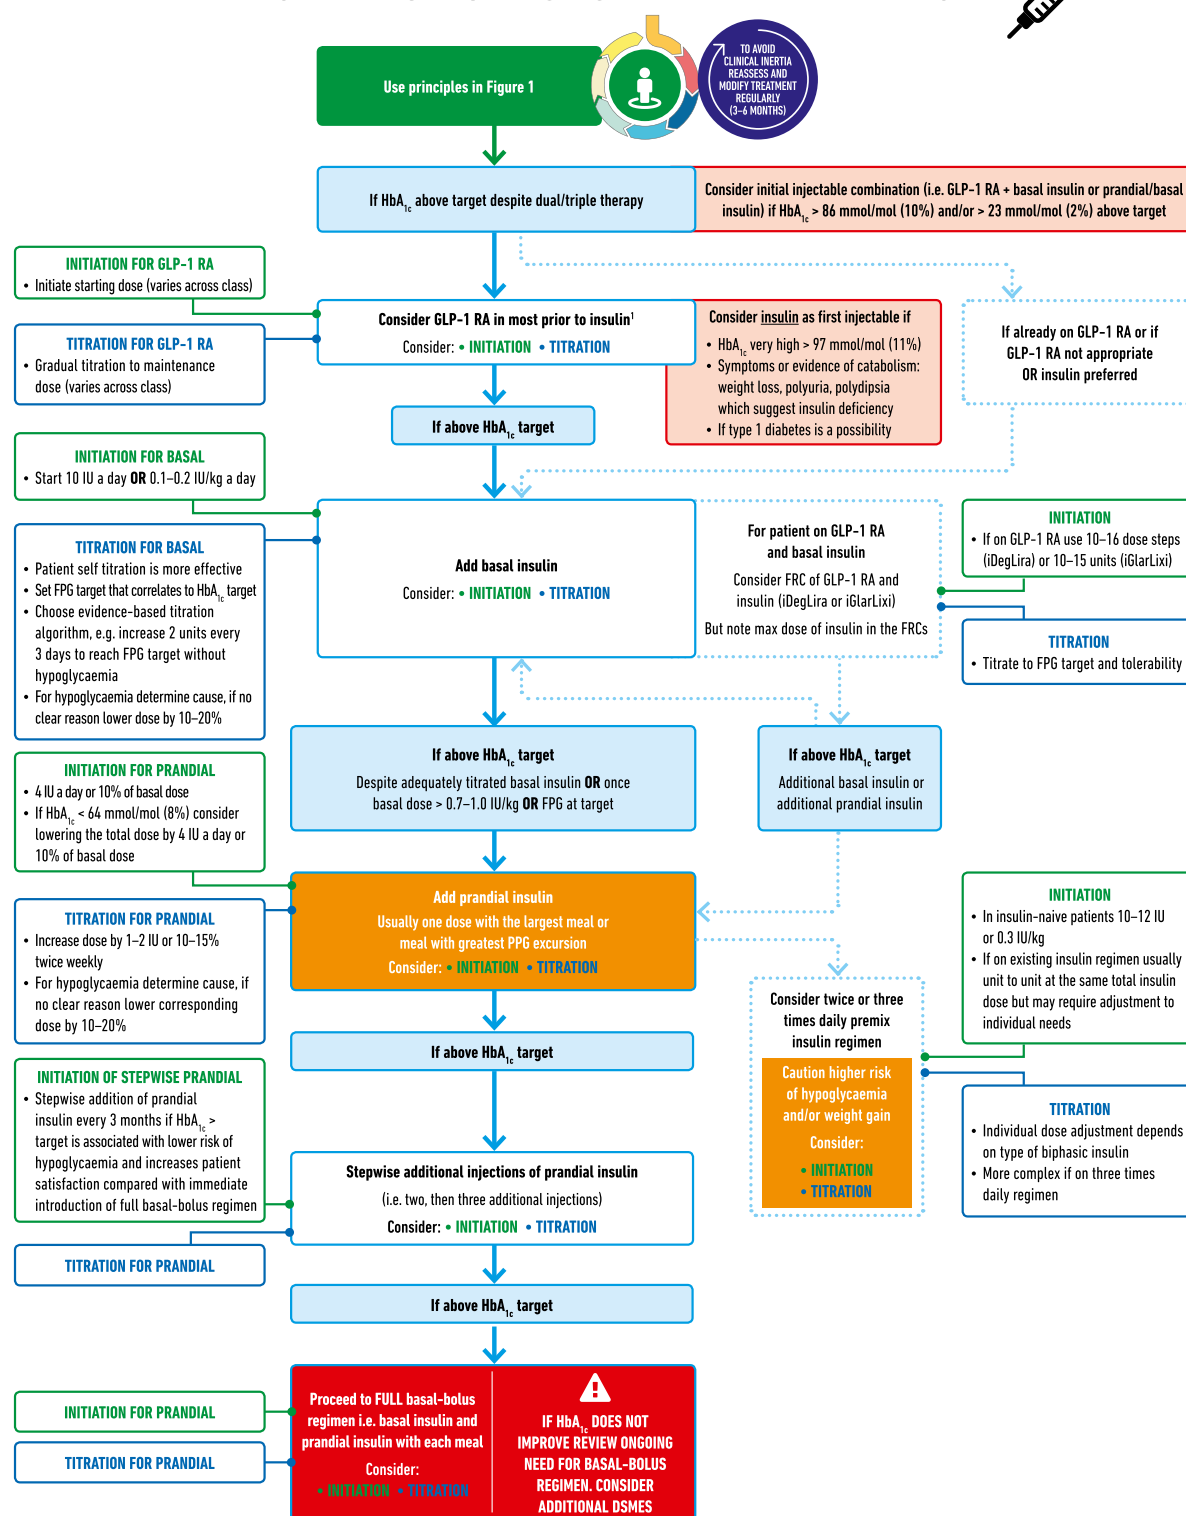 Use principles in Figure 1
TO AVOID
CLINICAL INERTIA
REASSESS AND
MODIFY TREATMENT
REGULARLY
(3–6 MONTHS)
If HbA1c above target despite dual/triple therapy
Consider initial injectable combination (i.e. GLP-1 RA + basal insulin or prandial/basal
insulin) if HbA1c > 86 mmol/mol (10%) and/or > 23 mmol/mol (2%) above target
INITIATION FOR GLP-1 RA
• Initiate starting dose (varies across class)
TITRATION FOR GLP-1 RA
• Gradual titration to maintenance
dose (varies across class)
Consider GLP-1 RA in most prior to insulin1
Consider: • INITIATION • TITRATION
Consider insulin as first injectable if
• HbA1c very high > 97 mmol/mol (11%)
• Symptoms or evidence of catabolism:
weight loss, polyuria, polydipsia
which suggest insulin deficiency
• If type 1 diabetes is a possibility
If already on GLP-1 RA or if
GLP-1 RA not appropriate
OR insulin preferred
If above HbA1c target
INITIATION FOR BASAL
• Start 10 IU a day OR 0.1–0.2 IU/kg a day
TITRATION FOR BASAL
• Patient self titration is more effective
• Set FPG target that correlates to HbA1c target
• Choose evidence-based titration
algorithm, e.g. increase 2 units every
3 days to reach FPG target without
hypoglycaemia
• For hypoglycaemia determine cause, if no
clear reason lower dose by 10–20%
Add basal insulin
Consider: • INITIATION • TITRATION
For patient on GLP-1 RA
and basal insulin
Consider FRC of GLP-1 RA and
insulin (iDegLira or iGlarLixi)
But note max dose of insulin in the FRCs
INITIATION
• If on GLP-1 RA use 10–16 dose steps
(iDegLira) or 10–15 units (iGlarLixi)
TITRATION
• Titrate to FPG target and tolerability
If above HbA1c target
Despite adequately titrated basal insulin OR once
basal dose > 0.7–1.0 IU/kg OR FPG at target
If above HbA1c target
Additional basal insulin or
additional prandial insulin
INITIATION FOR PRANDIAL
• 4 IU a day or 10% of basal dose
• If HbA1c < 64 mmol/mol (8%) consider
lowering the total dose by 4 IU a day or
10% of basal dose
TITRATION FOR PRANDIAL
• Increase dose by 1–2 IU or 10–15%
twice weekly
• For hypoglycaemia determine cause, if
no clear reason lower corresponding
dose by 10–20%
Add prandial insulin
Usually one dose with the largest meal or
meal with greatest PPG excursion
Consider: • INITIATION • TITRATION
INITIATION
• In insulin-naive patients 10–12 IU
or 0.3 IU/kg
• If on existing insulin regimen usually
unit to unit at the same total insulin
dose but may require adjustment to
individual needs
Consider twice or three
times daily premix
insulin regimen
Caution higher risk
of hypoglycaemia
and/or weight gain
Consider:
• INITIATION
• TITRATION
TITRATION
• Individual dose adjustment depends
on type of biphasic insulin
• More complex if on three times
daily regimen
If above HbA1c target
INITIATION OF STEPWISE PRANDIAL
• Stepwise addition of prandial
insulin every 3 months if HbA1c >
target is associated with lower risk of
hypoglycaemia and increases patient
satisfaction compared with immediate
introduction of full basal-bolus regimen
TITRATION FOR PRANDIAL
Stepwise additional injections of prandial insulin
(i.e. two, then three additional injections)
Consider: • INITIATION • TITRATION
If above HbA1c target
INITIATION FOR PRANDIAL
TITRATION FOR PRANDIAL
Proceed to FULL basal-bolus
regimen i.e. basal insulin and
prandial insulin with each meal
Consider:
• INITIATION • TITRATION
IF HbA1c DOES NOT
IMPROVE REVIEW ONGOING
NEED FOR BASAL-BOLUS
REGIMEN. CONSIDER
ADDITIONAL DSMES